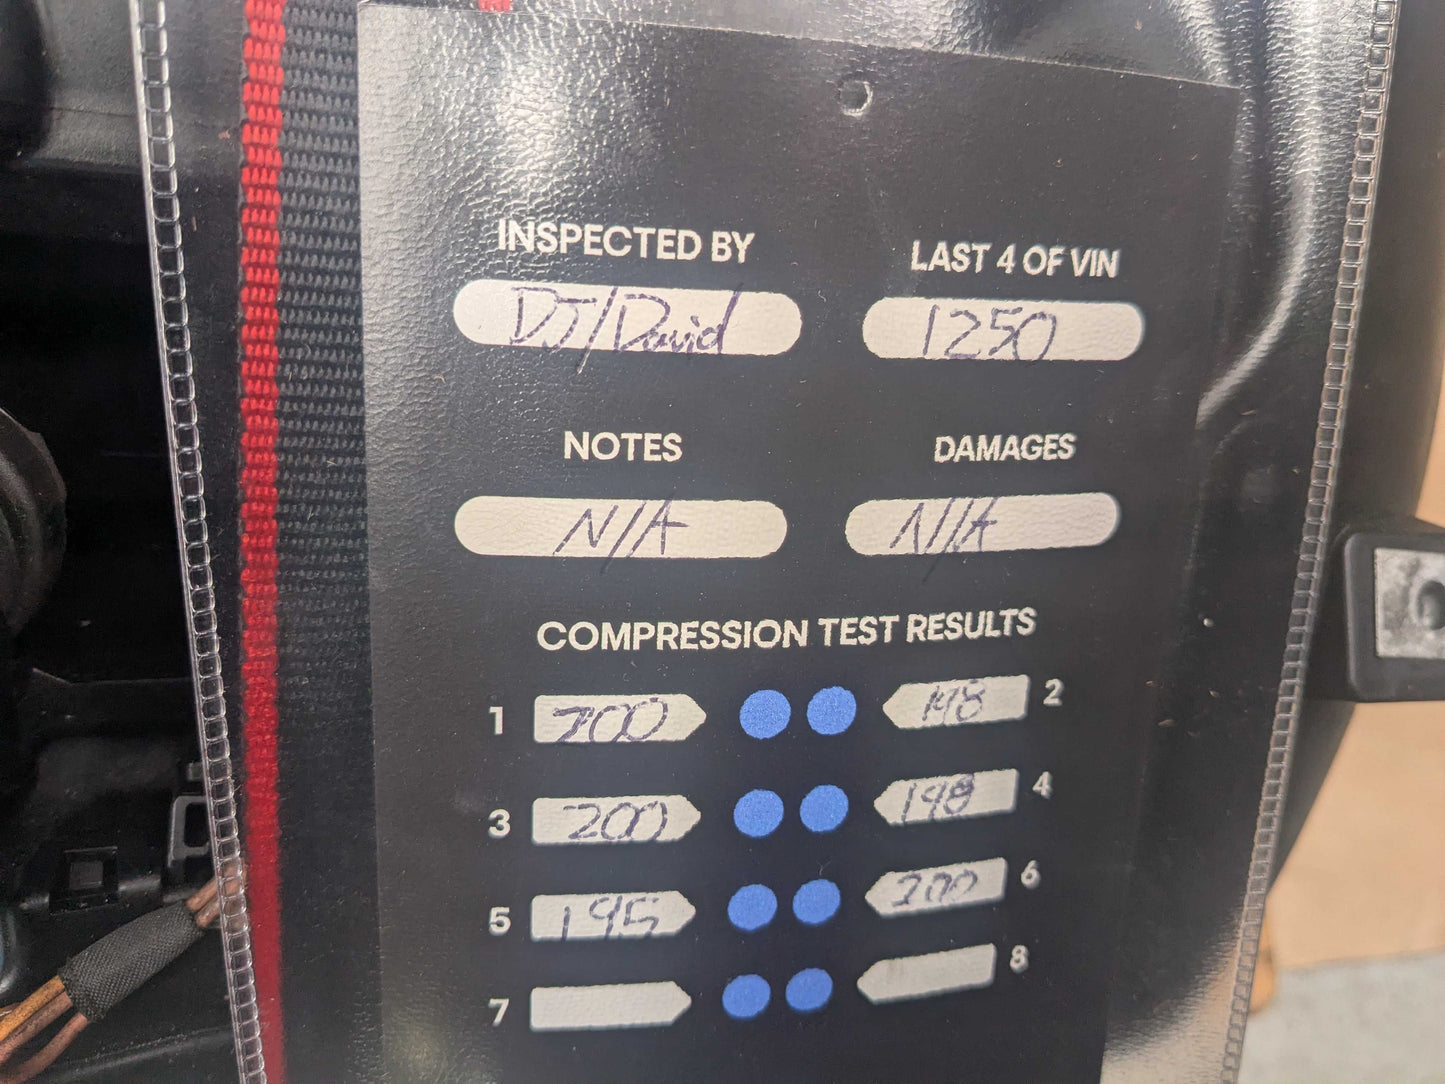 INSPECTED BY LAST 4 OF VIN
DJ/David 1250
NOTES DAMAGES
N/A N/A
COMPRESSION TEST RESULTS
1 200 198 2
3 200 198 4
5 195 200 6
7 8